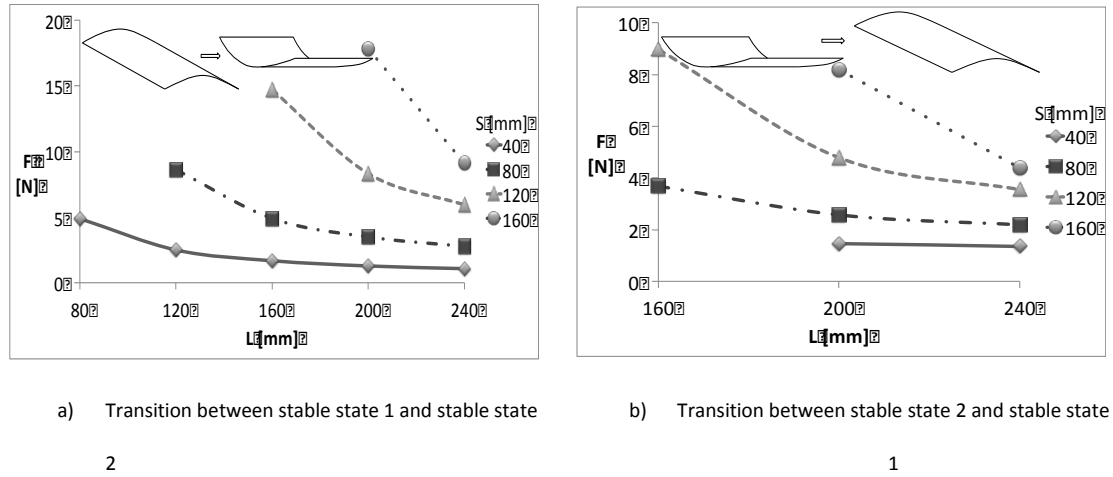 20⍰
15⍰
10⍰
5⍰
0⍰
F⍰⍰
[N]⍰
80⍰ 120⍰ 160⍰ 200⍰ 240⍰
L⍰[mm]⍰
S⍰[mm]⍰
40⍰
80⍰
120⍰
160⍰
a) Transition between stable state 1 and stable state
2
10⍰
8⍰
6⍰
4⍰
2⍰
0⍰
F⍰⍰
[N]⍰
160⍰ 200⍰ 240⍰
L⍰[mm]⍰
S⍰[mm]⍰
40⍰
80⍰
120⍰
160⍰
b) Transition between stable state 2 and stable state
1